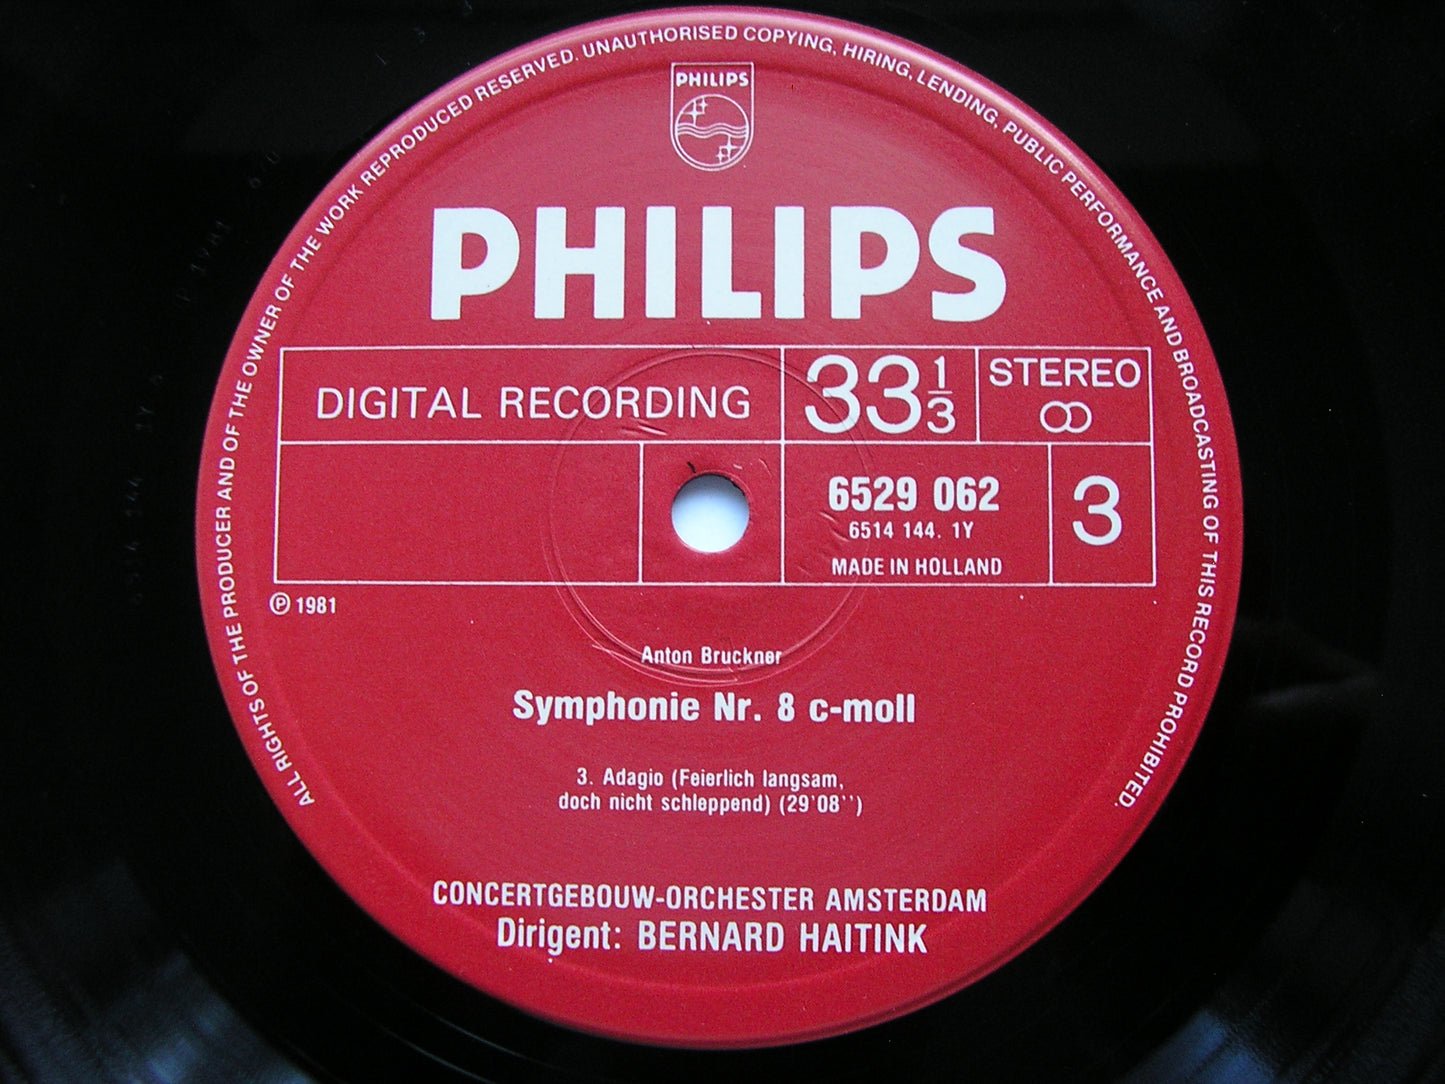 ALL RIGHTS OF THE PRODUCER AND OF THE OWNER OF THE WORK REPRODUCED RESERVED. UNAUTHORISED COPYING, HIRING, LENDING, PUBLIC PERFORMANCE AND BROADCASTING OF THIS RECORD PROHIBITED.
PHILIPS
PHILIPS
DIGITAL RECORDING
33 1/3
STEREO
6529 062
6514 144. 1Y
MADE IN HOLLAND
3
℗ 1981
Anton Bruckner
Symphonie Nr. 8 c-moll
3. Adagio (Feierlich langsam,
doch nicht schleppend) (29'08'')
CONCERTGEBOUW-ORCHESTER AMSTERDAM
Dirigent: BERNARD HAITINK